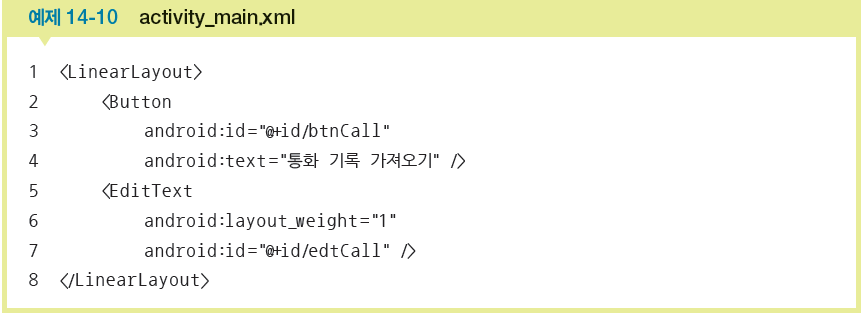 예제 14-10 activity_main.xml
1 <LinearLayout>
2 <Button
3 android:id="@+id/btnCall"
4 android:text="통화 기록 가져오기" />
5 <EditText
6 android:layout_weight="1"
7 android:id="@+id/edtCall" />
8 </LinearLayout>